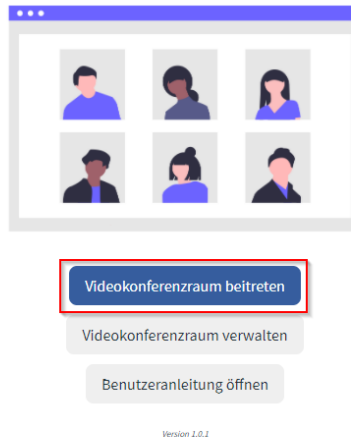 Videokonferenzraum beitreten
Videokonferenzraum verwalten
Benutzeranleitung öffnen
Version 1.0.1